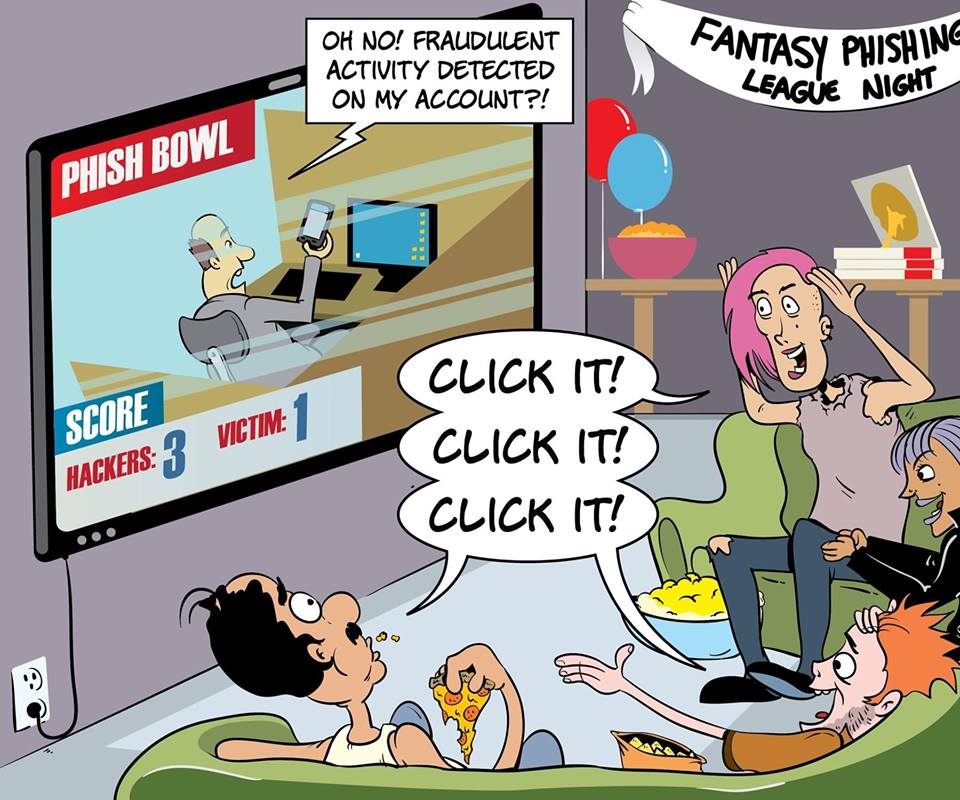 OH NO! FRAUDULENT
ACTIVITY DETECTED
ON MY ACCOUNT?!
FANTASY PHISHING
LEAGUE NIGHT
PHISH BOWL
SCORE
HACKERS: 3 VICTIM: 1
CLICK IT!
CLICK IT!
CLICK IT!